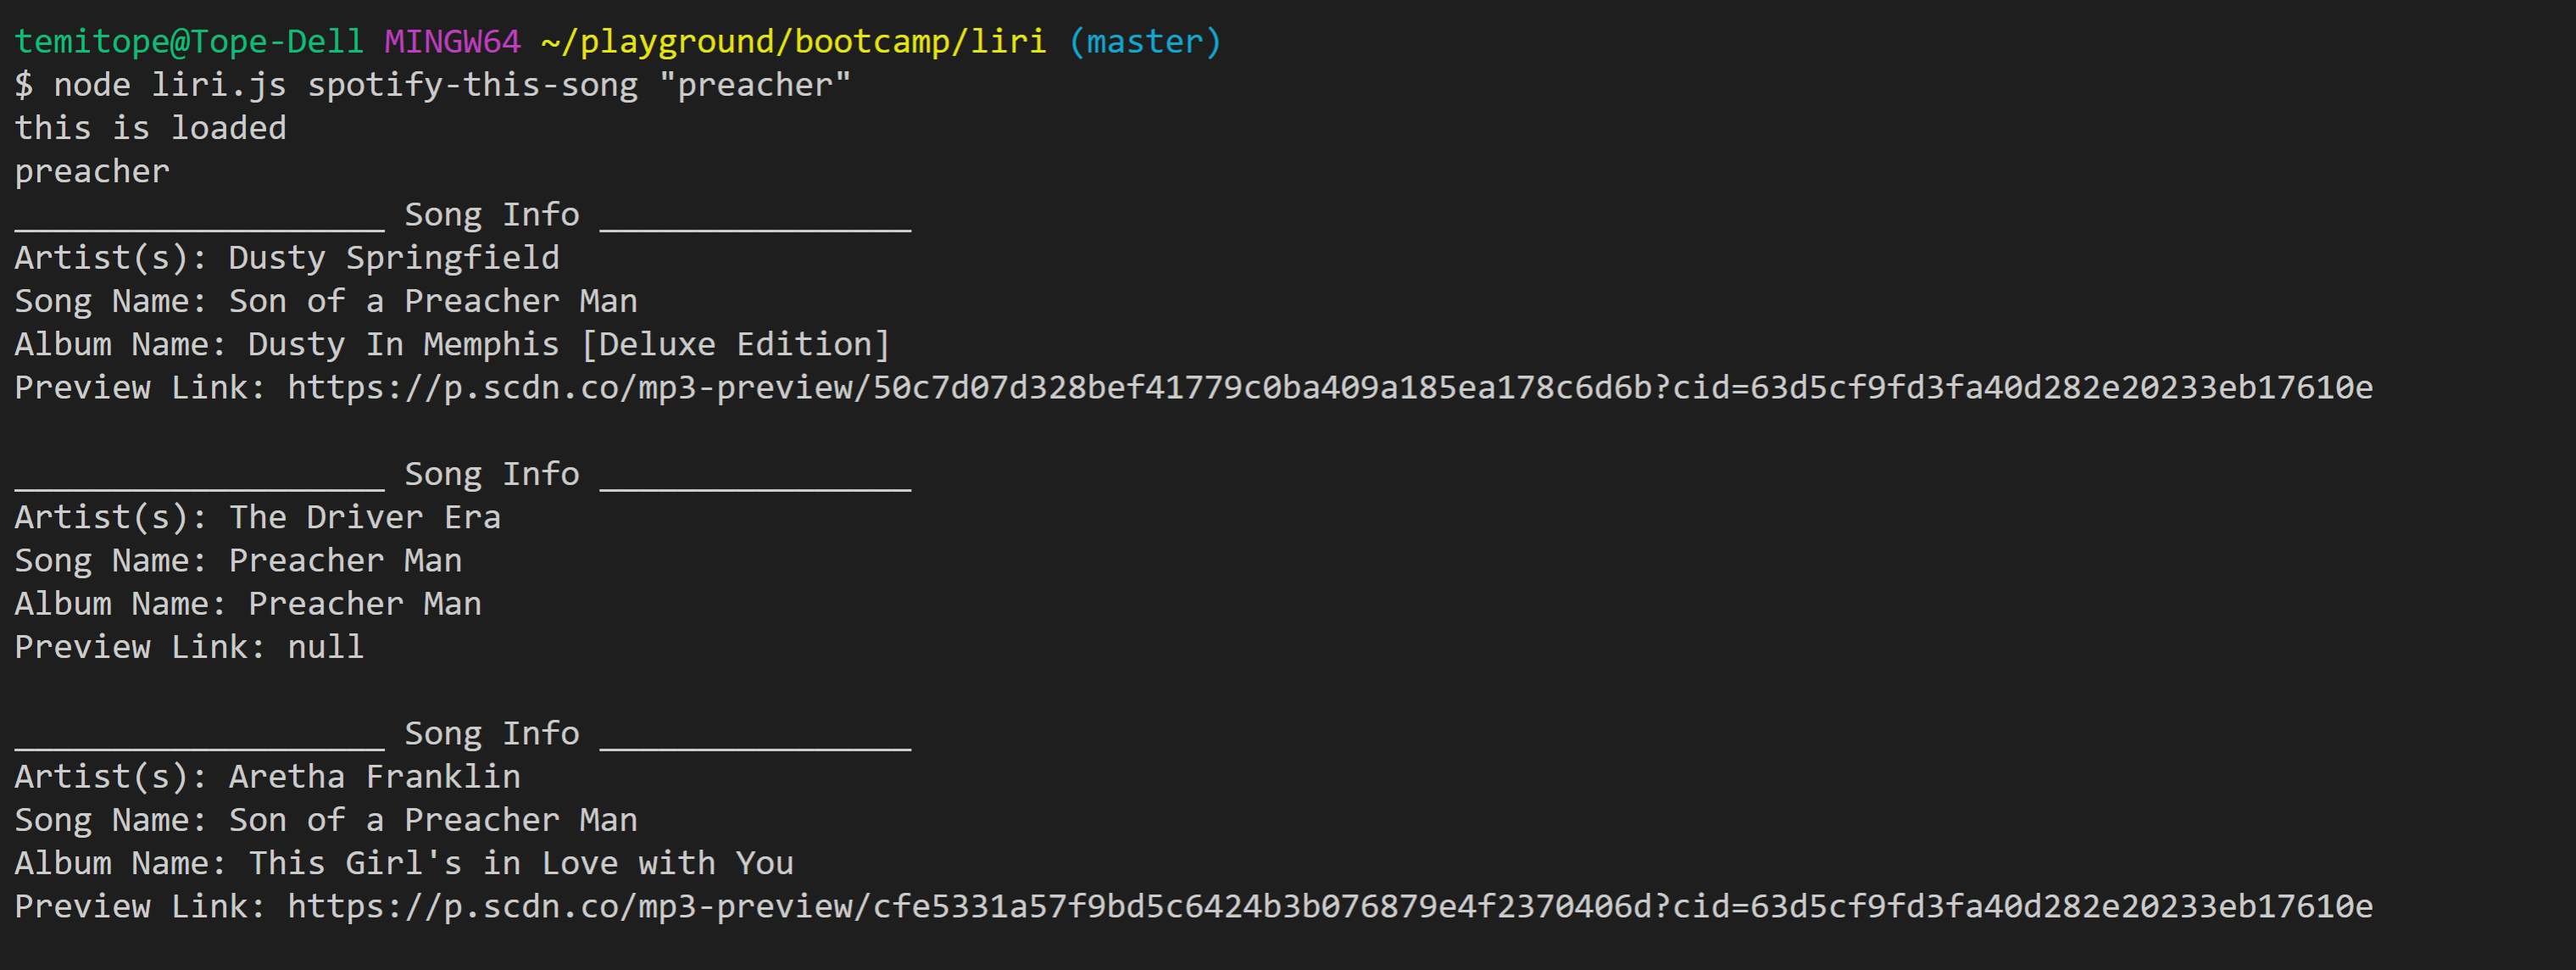 temitope@Tope-Dell MINGW64 ~/playground/bootcamp/liri (master)
$ node liri.js spotify-this-song "preacher"
this is loaded
preacher
___________________ Song Info ________________
Artist(s): Dusty Springfield
Song Name: Son of a Preacher Man
Album Name: Dusty In Memphis [Deluxe Edition]
Preview Link: https://p.scdn.co/mp3-preview/50c7d07d328bef41779c0ba409a185ea178c6d6b?cid=63d5cf9fd3fa40d282e20233eb17610e
___________________ Song Info ________________
Artist(s): The Driver Era
Song Name: Preacher Man
Album Name: Preacher Man
Preview Link: null
___________________ Song Info ________________
Artist(s): Aretha Franklin
Song Name: Son of a Preacher Man
Album Name: This Girl's in Love with You
Preview Link: https://p.scdn.co/mp3-preview/cfe5331a57f9bd5c6424b3b076879e4f2370406d?cid=63d5cf9fd3fa40d282e20233eb17610e